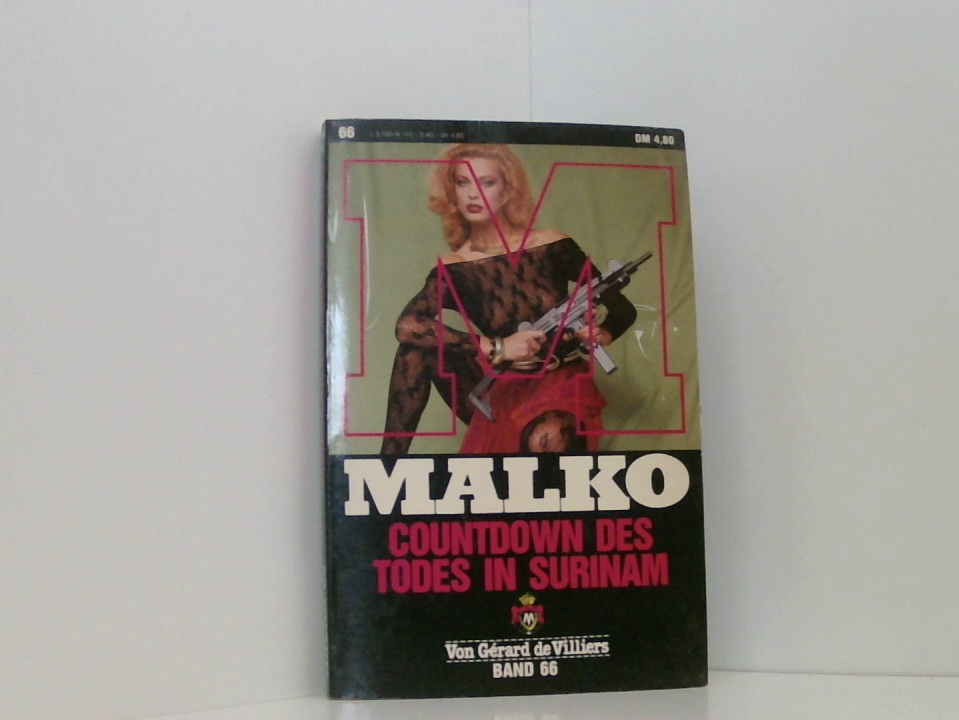 66
DM 4,80
M
MALKO
COUNTDOWN DES
TODES IN SURINAM
M
Von Gérard de Villiers
BAND 66